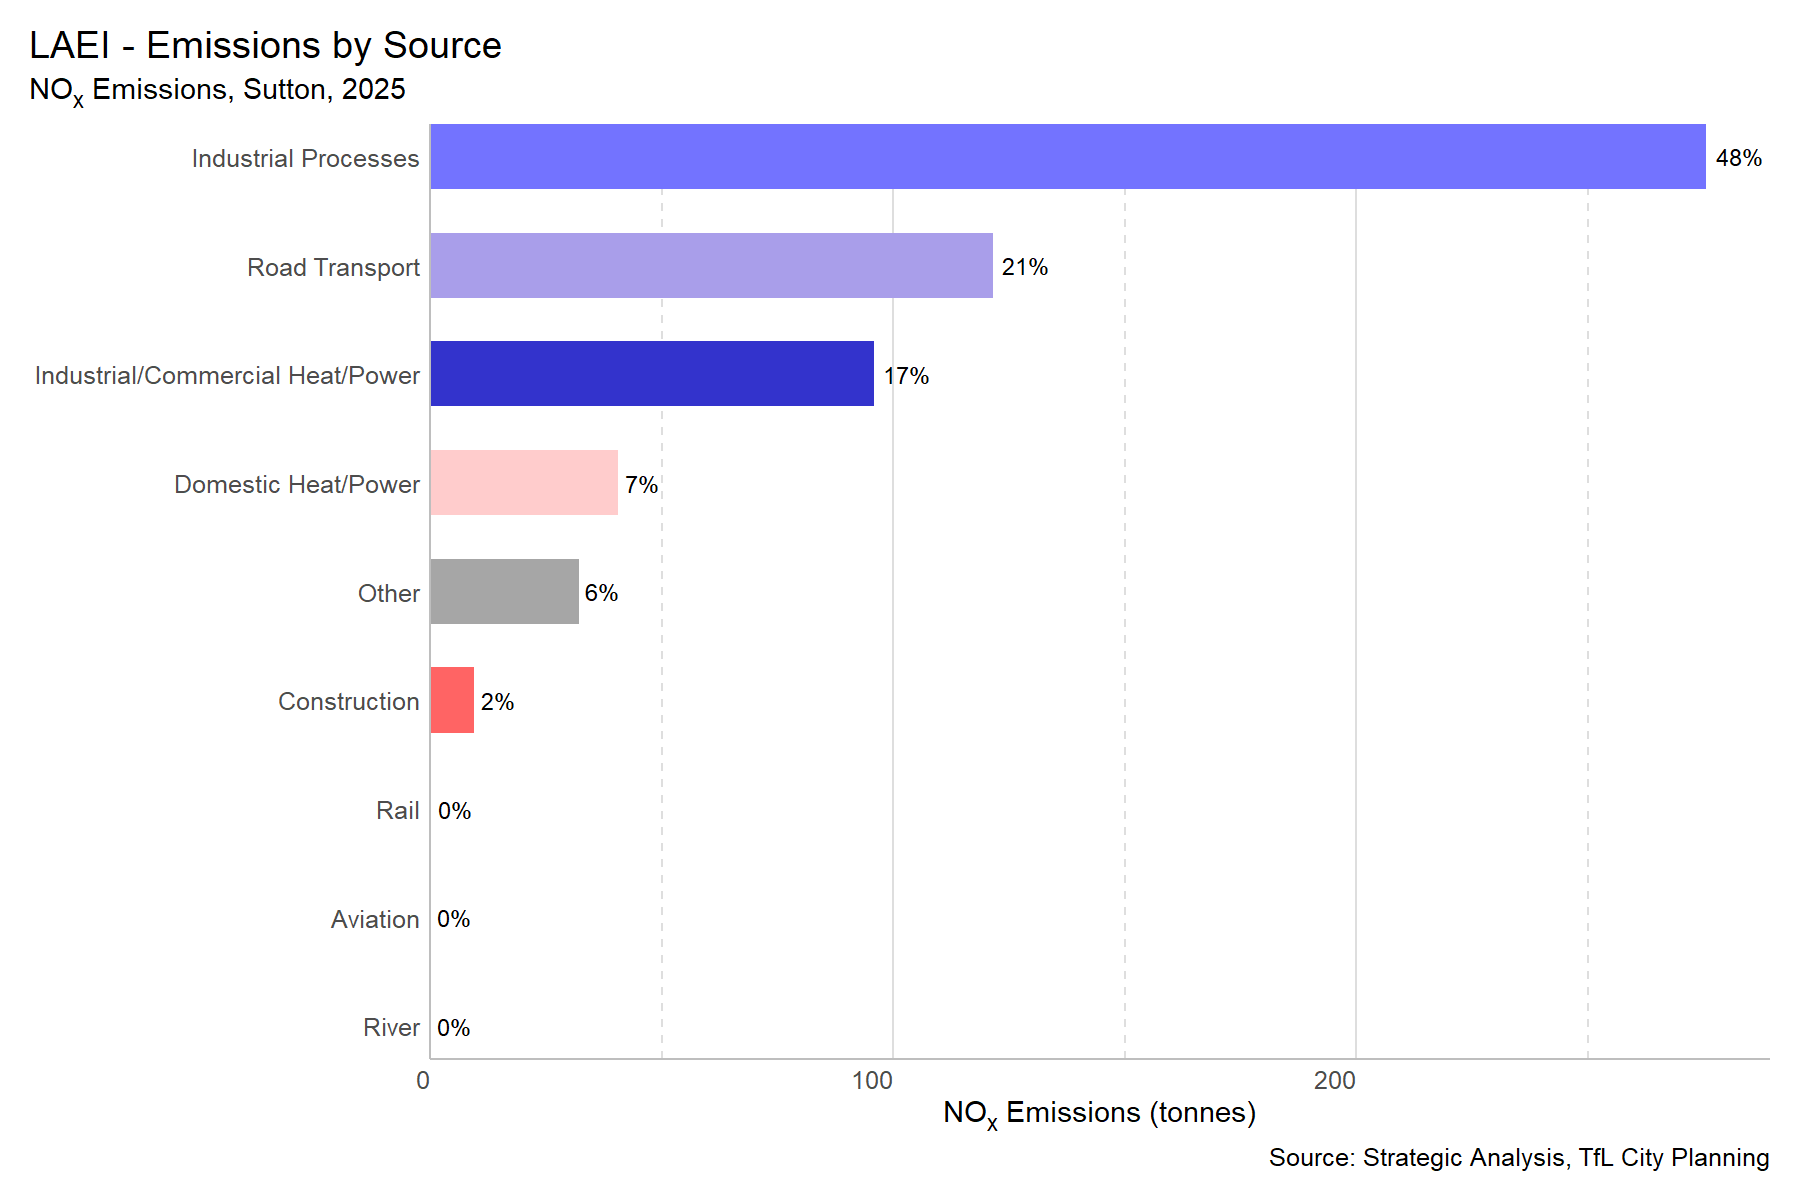 LAEI - Emissions by Source
NOx Emissions, Sutton, 2025
Industrial Processes 48%
Road Transport 21%
Industrial/Commercial Heat/Power 17%
Domestic Heat/Power 7%
Other 6%
Construction 2%
Rail 0%
Aviation 0%
River 0%
0 100 200
NOx Emissions (tonnes)
Source: Strategic Analysis, TfL City Planning